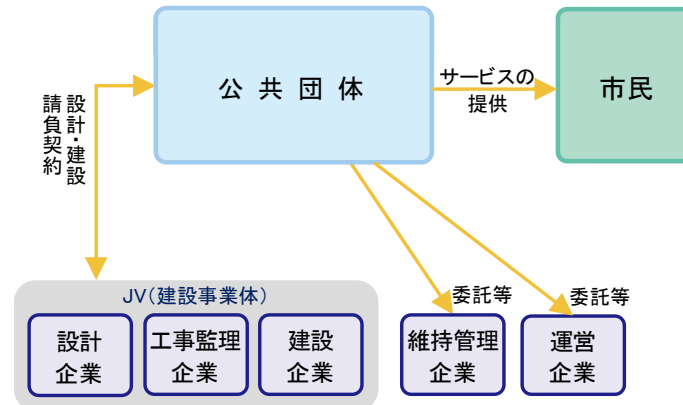 公共団体
サービスの
提供
市民
設計・建設
請負契約
JV(建設事業体)
設計
企業
工事監理
企業
建設
企業
委託等
維持管理
企業
委託等
運営
企業